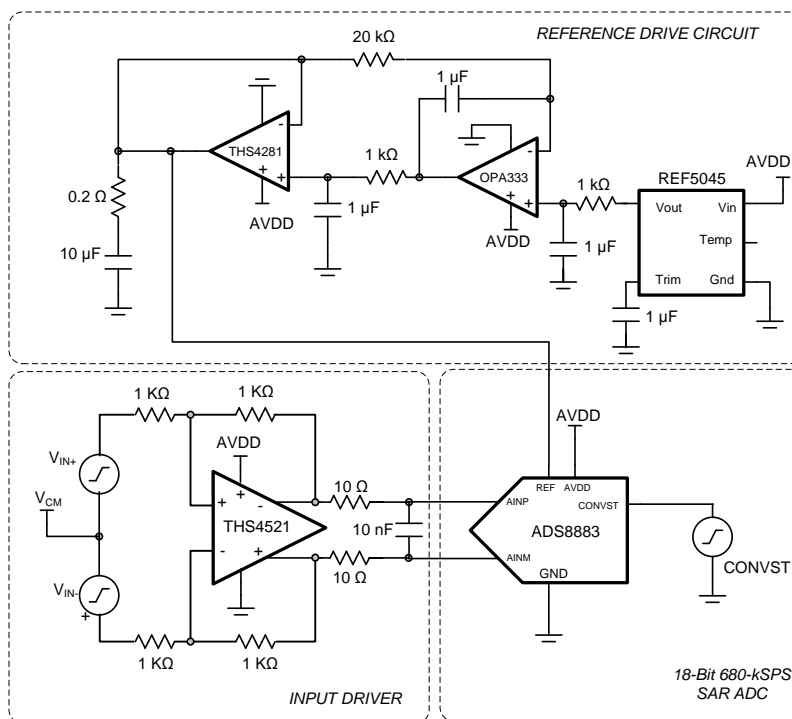 REFERENCE DRIVE CIRCUIT
20 kΩ
1 µF
-
THS4281
+
+
AVDD
1 kΩ
1 µF
-
OPA333
+
+
AVDD
1 kΩ
1 µF
REF5045
AVDD
Vout
Vin
Temp
Trim
Gnd
1 µF
0.2 Ω
10 µF
1 KΩ
1 KΩ
VIN+
VCM
VIN-
+
AVDD
+
+
-
THS4521
-
+
1 KΩ
1 KΩ
10 Ω
10 nF
10 Ω
INPUT DRIVER
AVDD
REF
AVDD
CONVST
AINP
ADS8883
AINM
GND
CONVST
18-Bit 680-kSPS
SAR ADC